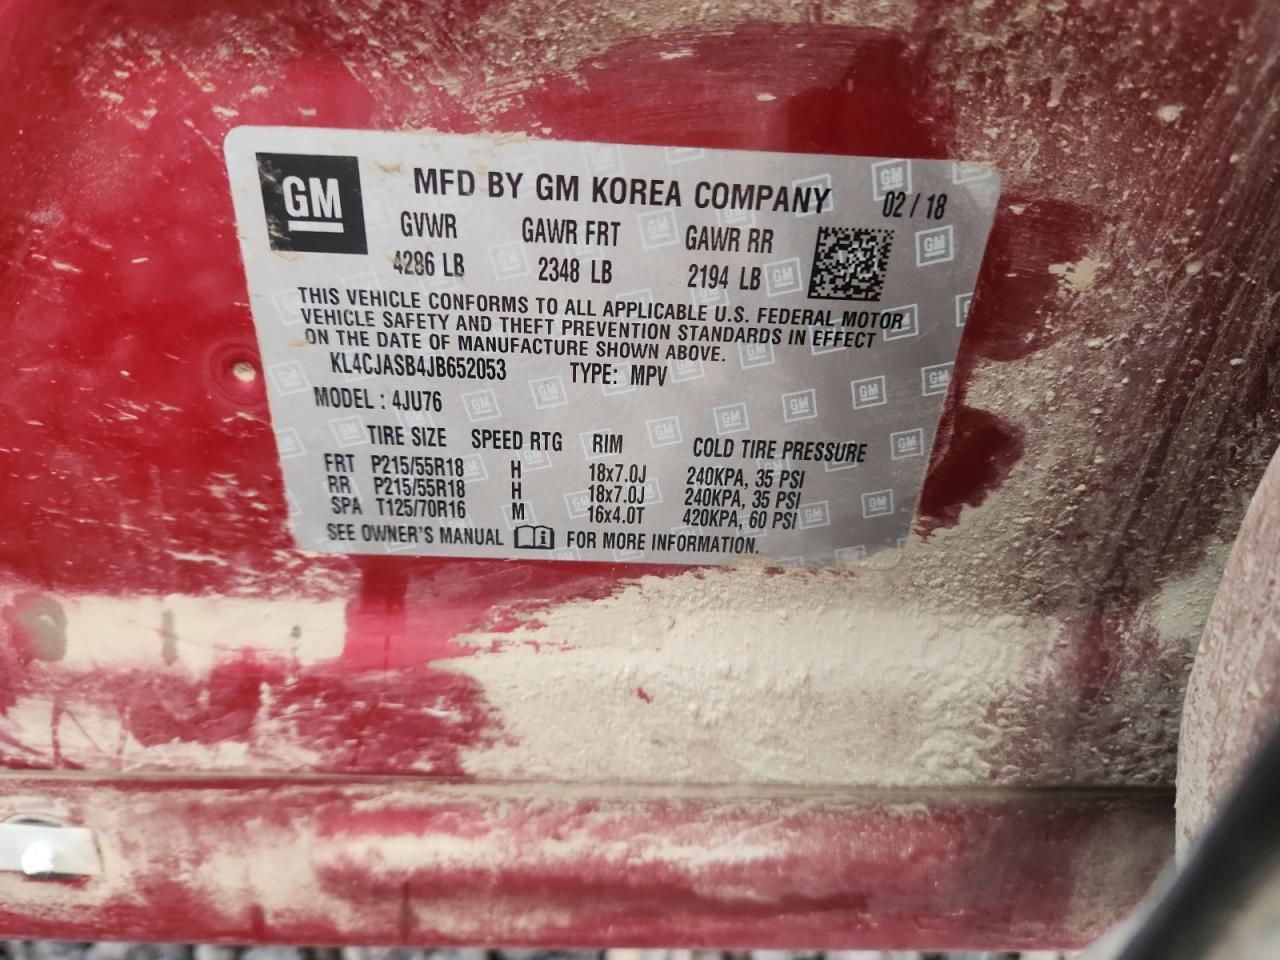 GM
MFD BY GM KOREA COMPANY 02 / 18
GVWR GAWR FRT GAWR RR
4286 LB 2348 LB 2194 LB
THIS VEHICLE CONFORMS TO ALL APPLICABLE U.S. FEDERAL MOTOR
VEHICLE SAFETY AND THEFT PREVENTION STANDARDS IN EFFECT
ON THE DATE OF MANUFACTURE SHOWN ABOVE.
KL4CJASB4JB652053 TYPE: MPV
MODEL : 4JU76
TIRE SIZE SPEED RTG RIM COLD TIRE PRESSURE
FRT P215/55R18 H 18x7.0J 240KPA, 35 PSI
RR P215/55R18 H 18x7.0J 240KPA, 35 PSI
SPA T125/70R16 M 16x4.0T 420KPA, 60 PSI
SEE OWNER'S MANUAL i FOR MORE INFORMATION.